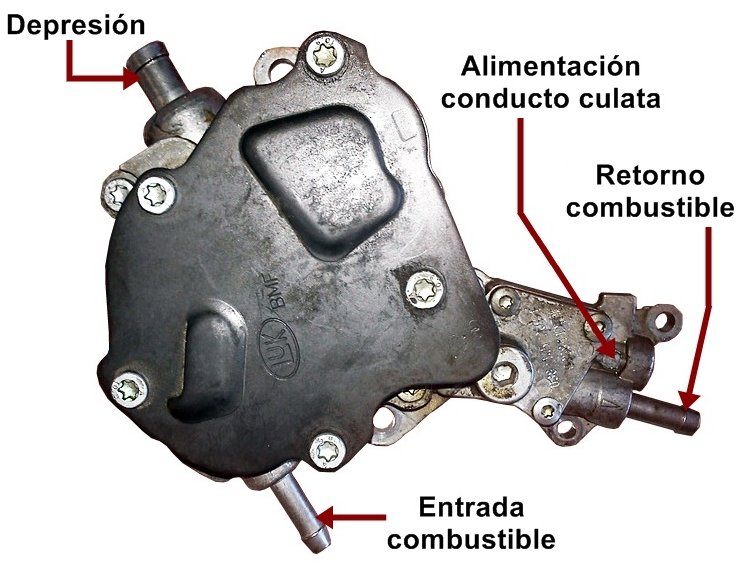 Depresión
Alimentación
conducto culata
Retorno
combustible
LUK
BMF
Entrada
combustible